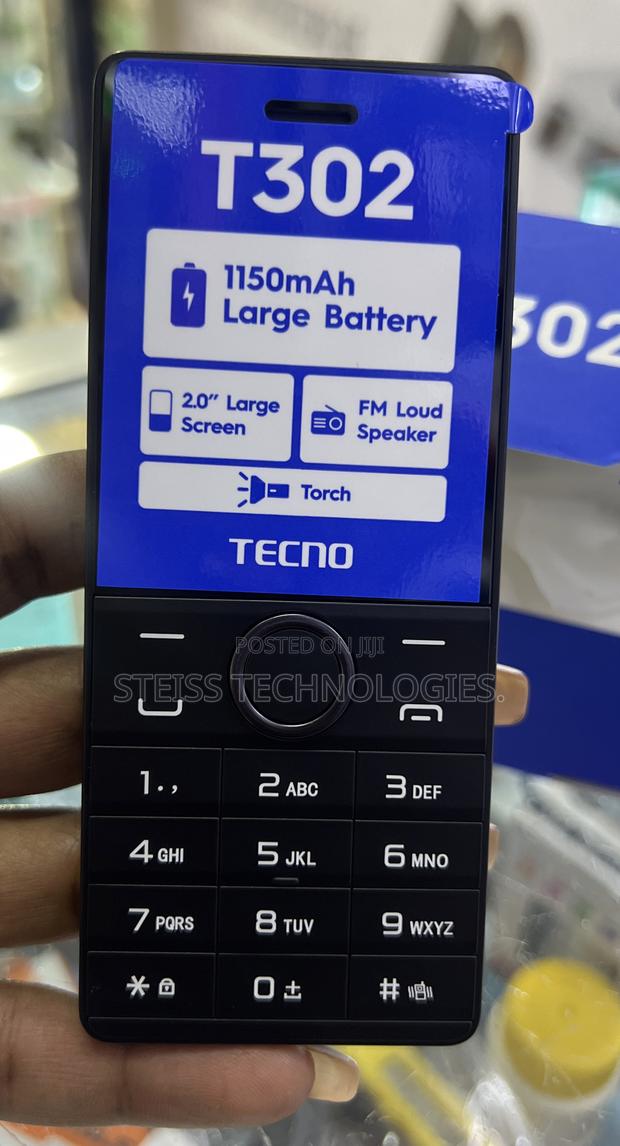 T302
1150mAh
Large Battery
2.0” Large
Screen
FM Loud
Speaker
Torch
TECNO
302
POSTED ON JIJI
STEISS TECHNOLOGIES.
1.,
2 ABC
3 DEF
4 GHI
5 JKL
6 MNO
7 PQRS
8 TUV
9 WXYZ
*
0 ±
#